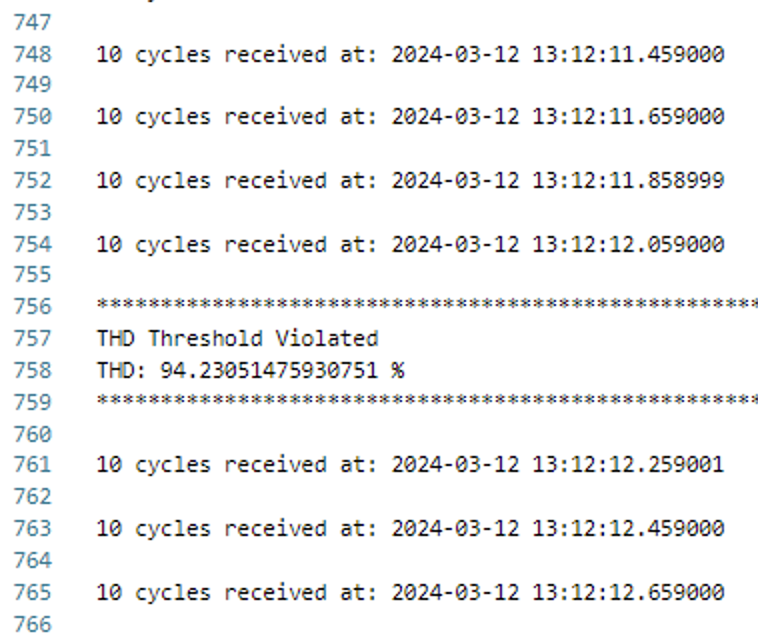 747
748 10 cycles received at: 2024-03-12 13:12:11.459000
749
750 10 cycles received at: 2024-03-12 13:12:11.659000
751
752 10 cycles received at: 2024-03-12 13:12:11.858999
753
754 10 cycles received at: 2024-03-12 13:12:12.059000
755
756 ****************************************************
757 THD Threshold Violated
758 THD: 94.23051475930751 %
759 ****************************************************
760
761 10 cycles received at: 2024-03-12 13:12:12.259001
762
763 10 cycles received at: 2024-03-12 13:12:12.459000
764
765 10 cycles received at: 2024-03-12 13:12:12.659000
766